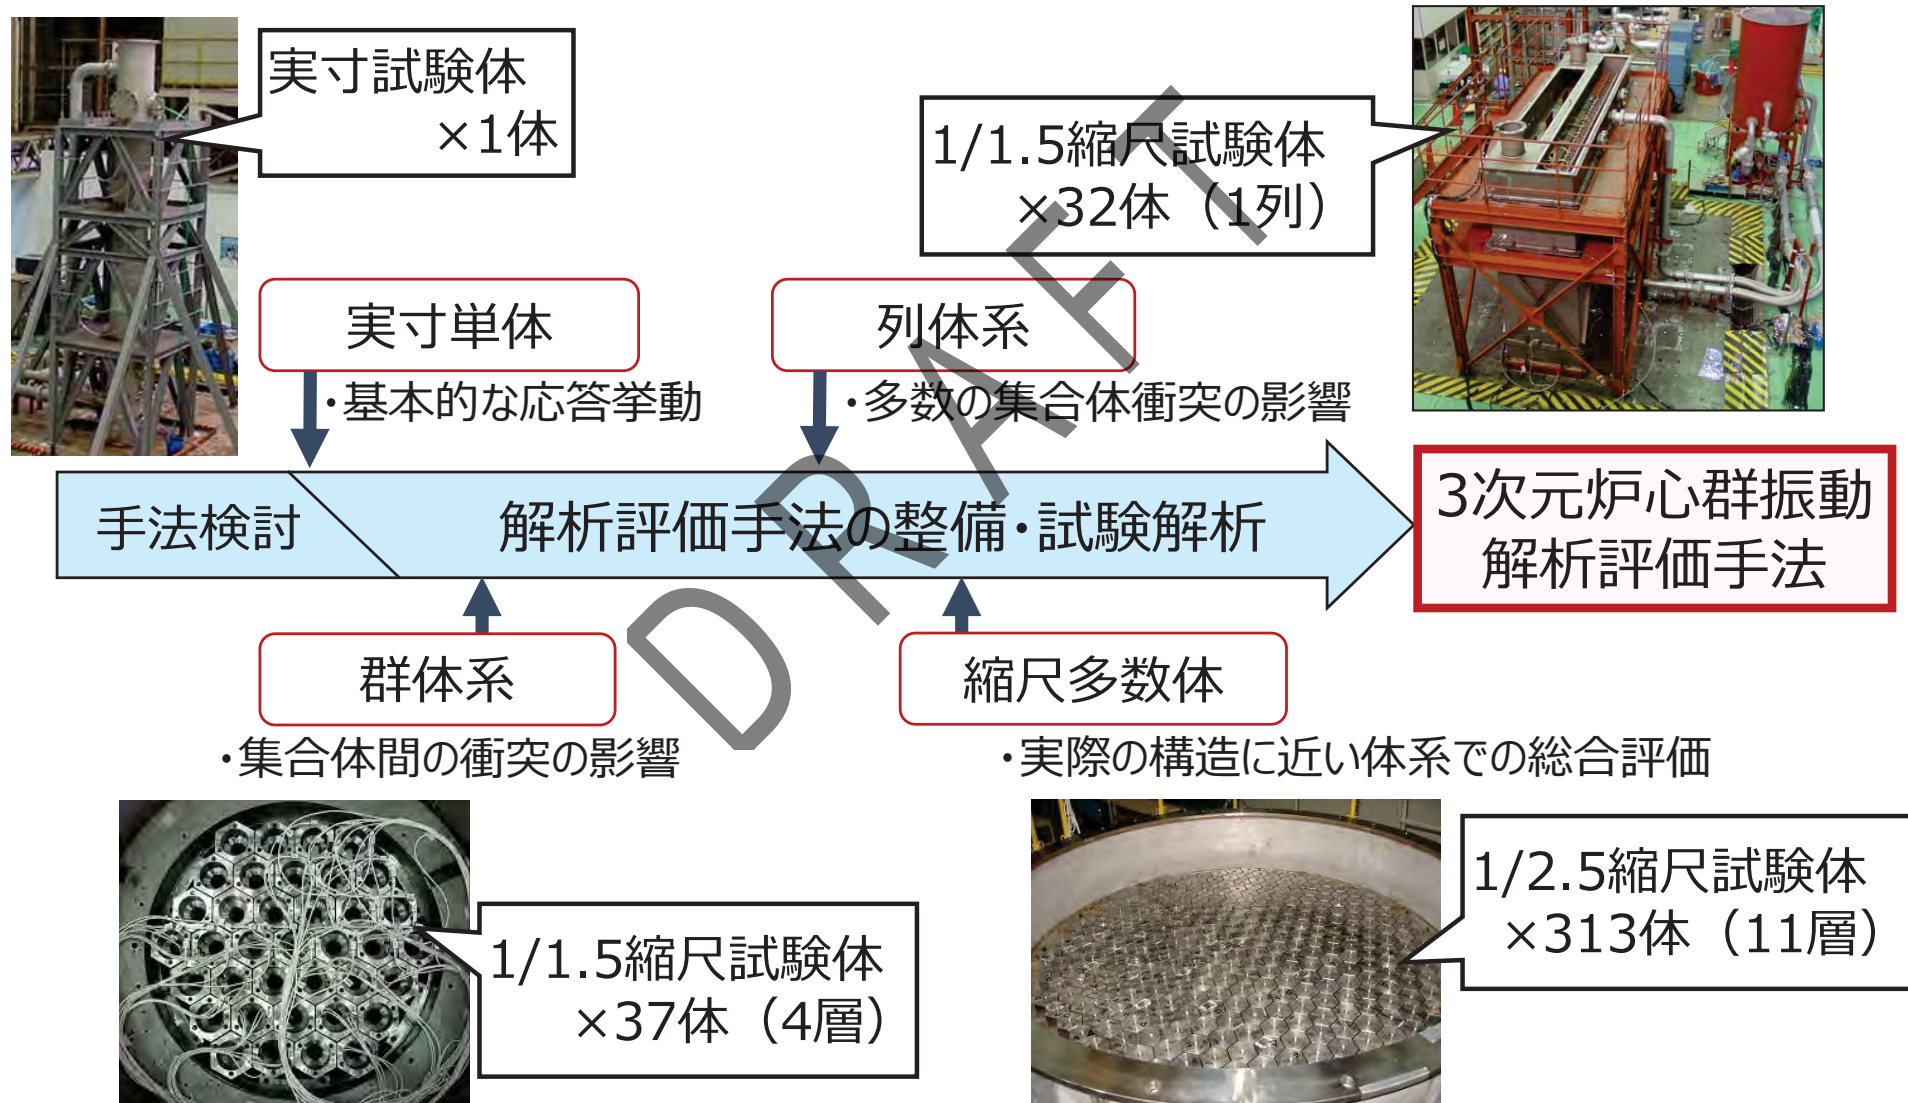 実寸試験体
×1体
1/1.5縮尺試験体
×32体（1列）
実寸単体
・基本的な応答挙動
列体系
・多数の集合体衝突の影響
手法検討
解析評価手法の整備・試験解析
3次元炉心群振動
解析評価手法
群体系
・集合体間の衝突の影響
縮尺多数体
・実際の構造に近い体系での総合評価
1/1.5縮尺試験体
×37体（4層）
1/2.5縮尺試験体
×313体（11層）
DRAFT